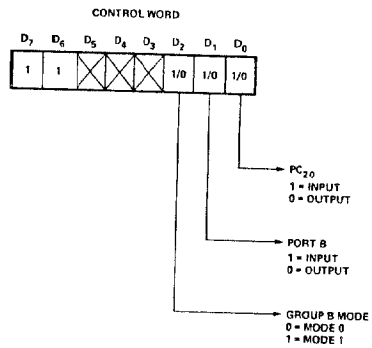 CONTROL WORD
D7 D6 D5 D4 D3 D2 D1 D0
1 1 1/0 1/0 1/0
PC2-0
1 = INPUT
0 = OUTPUT
PORT B
1 = INPUT
0 = OUTPUT
GROUP B MODE
0 = MODE 0
1 = MODE 1